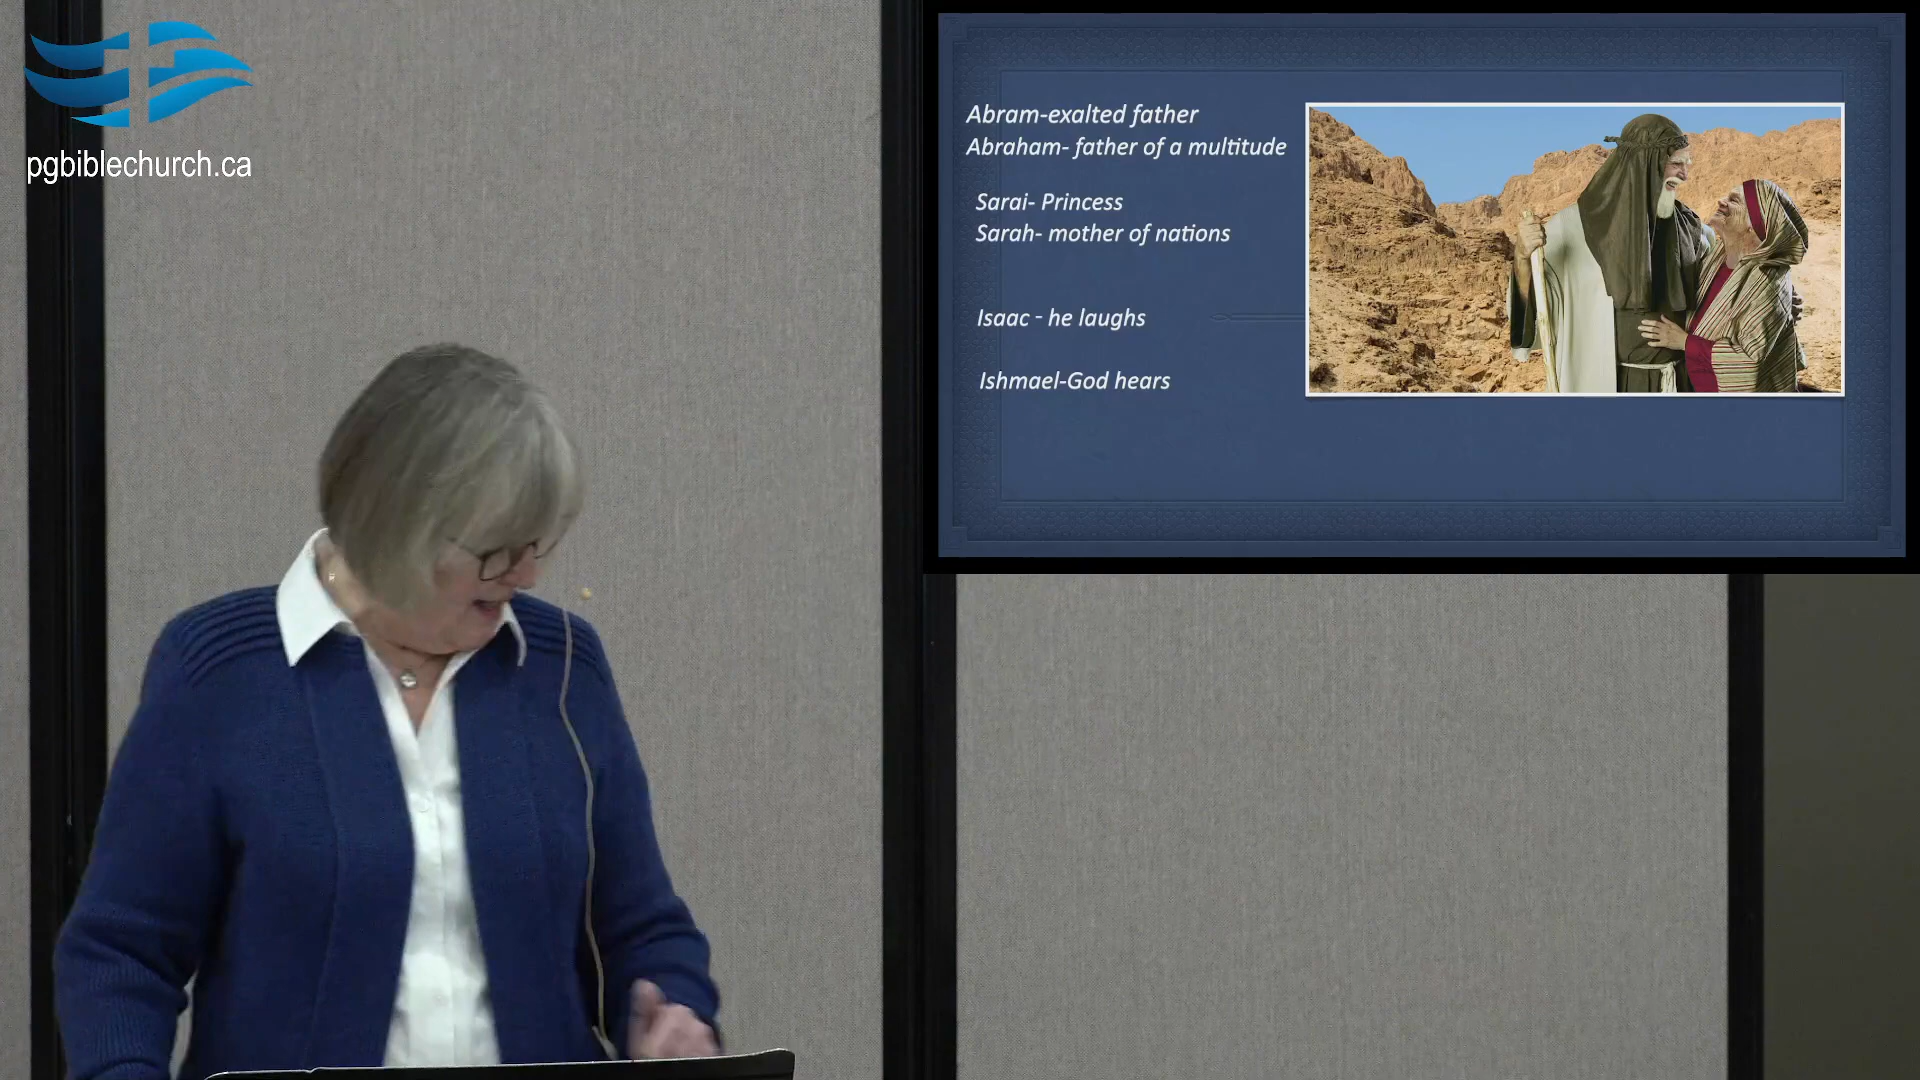 pgbiblechurch.ca
Abram-exalted father
Abraham- father of a multitude
Sarai- Princess
Sarah- mother of nations
Isaac - he laughs
Ishmael-God hears